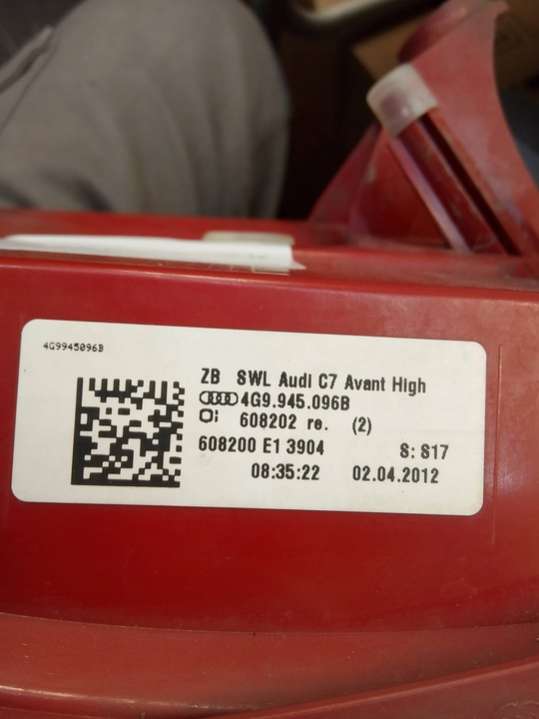 4G9945096B
ZB SWL Audi C7 Avant High
4G9.945.096B
608202 re. (2)
608200 E1 3904 S: S17
08:35:22 02.04.2012